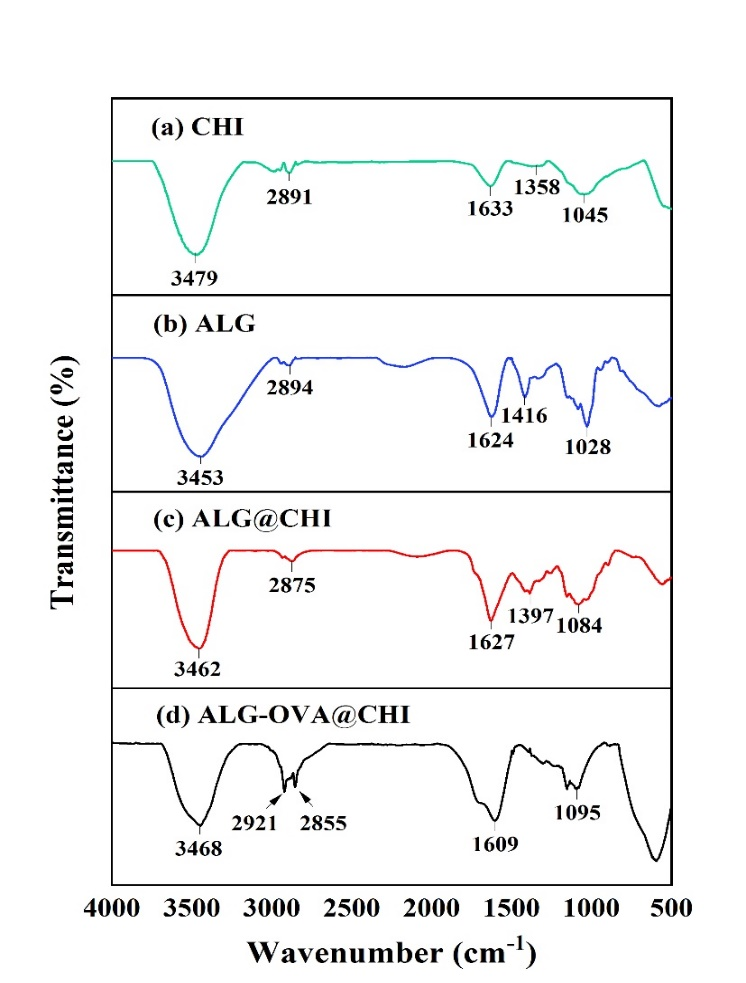 (a) CHI
2891
1358
1633
1045
3479
(b) ALG
2894
1416
1624
1028
3453
(c) ALG@CHI
2875
1397
1084
1627
3462
(d) ALG-OVA@CHI
2921
2855
1095
1609
3468
Transmittance (%)
4000 3500 3000 2500 2000 1500 1000 500
Wavenumber (cm⁻¹)